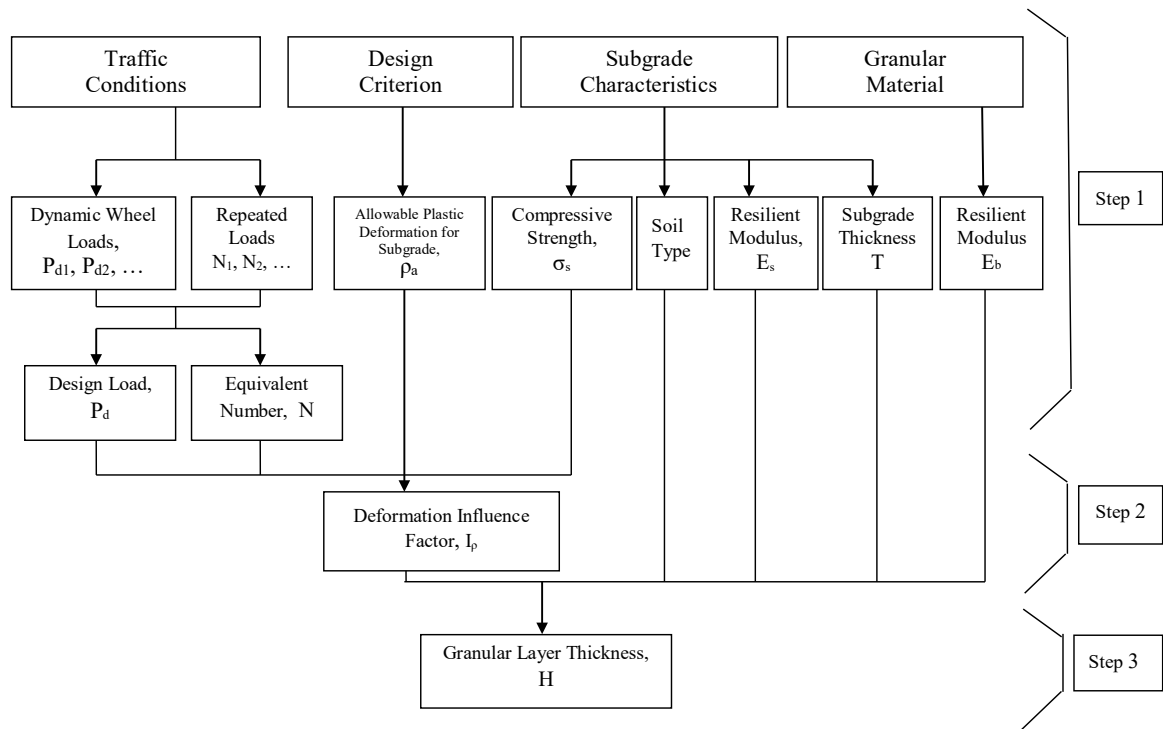 Traffic
Conditions
Design
Criterion
Subgrade
Characteristics
Granular
Material
Step 1
Dynamic Wheel
Loads,
Pd1, Pd2, …
Repeated
Loads
N1, N2, …
Allowable Plastic
Deformation for
Subgrade,
ρa
Compressive
Strength,
σs
Soil
Type
Resilient
Modulus,
Es
Subgrade
Thickness
T
Resilient
Modulus
Eb
Design Load,
Pd
Equivalent
Number, N
Deformation Influence
Factor, Iρ
Step 2
Granular Layer Thickness,
H
Step 3